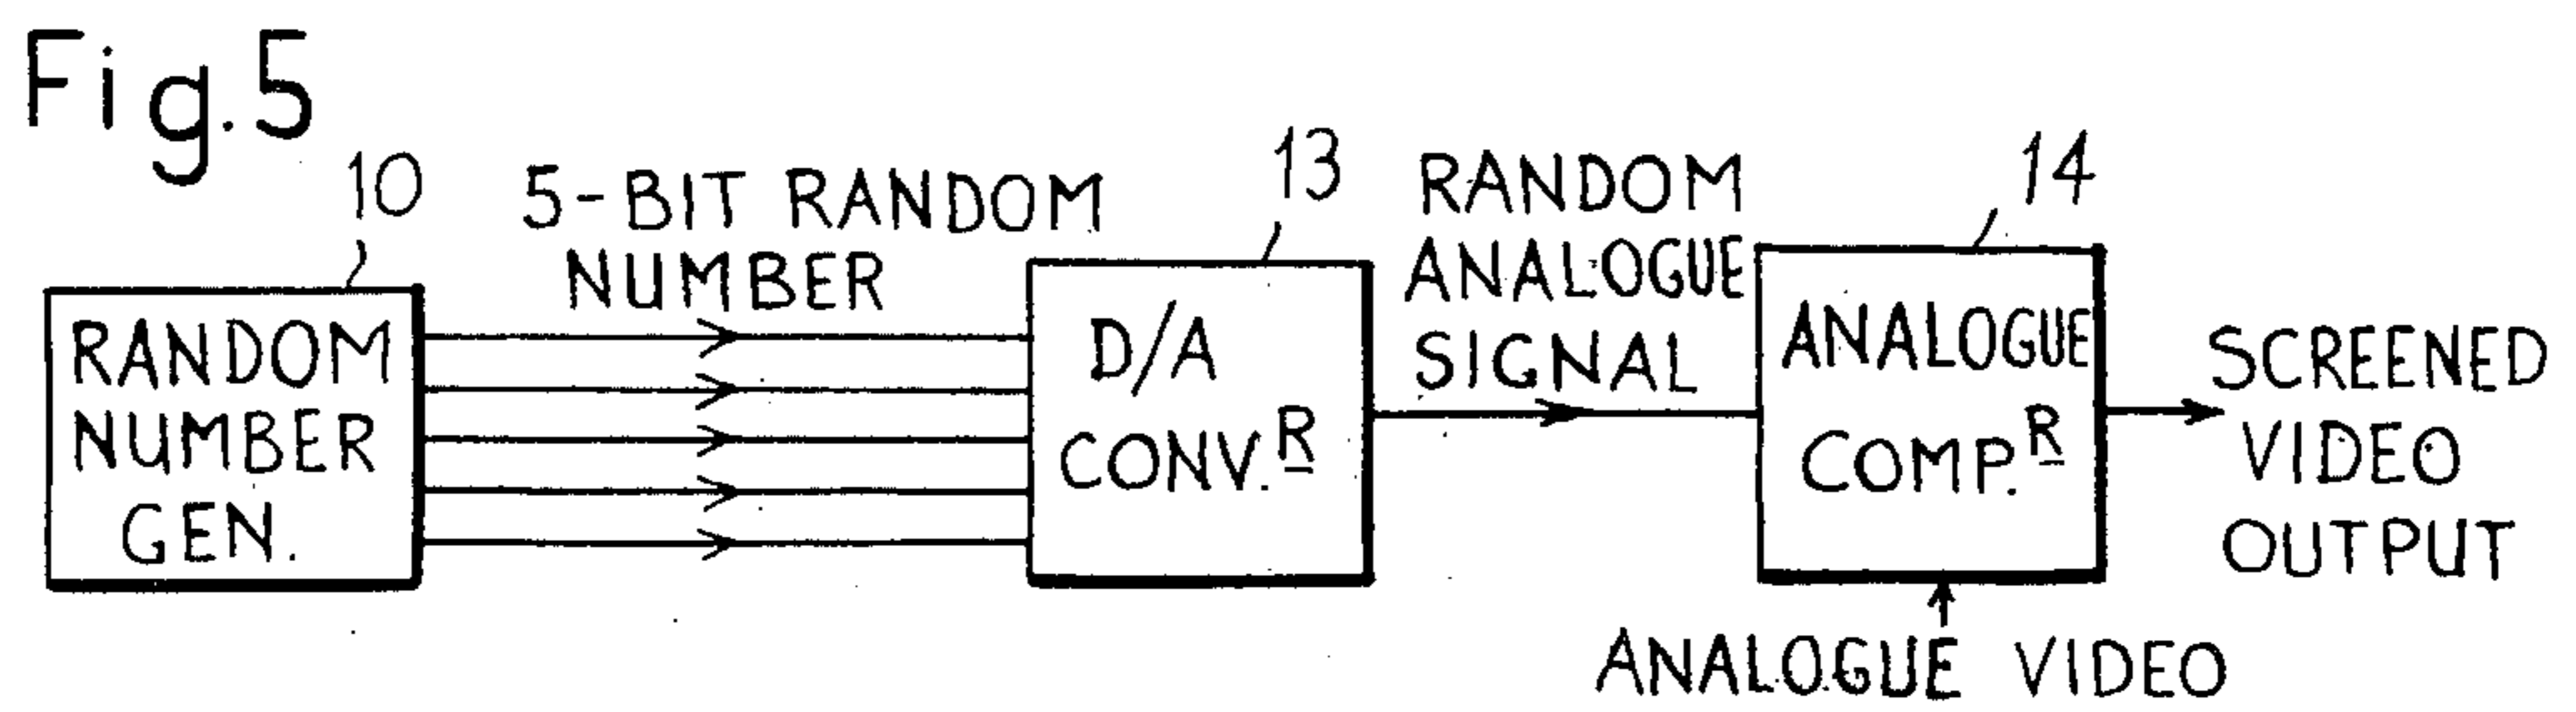 Fig.5
10
RANDOM
NUMBER
GEN.
5-BIT RANDOM
NUMBER
13
D/A
CONV.R
RANDOM
ANALOGUE
SIGNAL
14
ANALOGUE
COMP.R
SCREENED
VIDEO
OUTPUT
ANALOGUE VIDEO